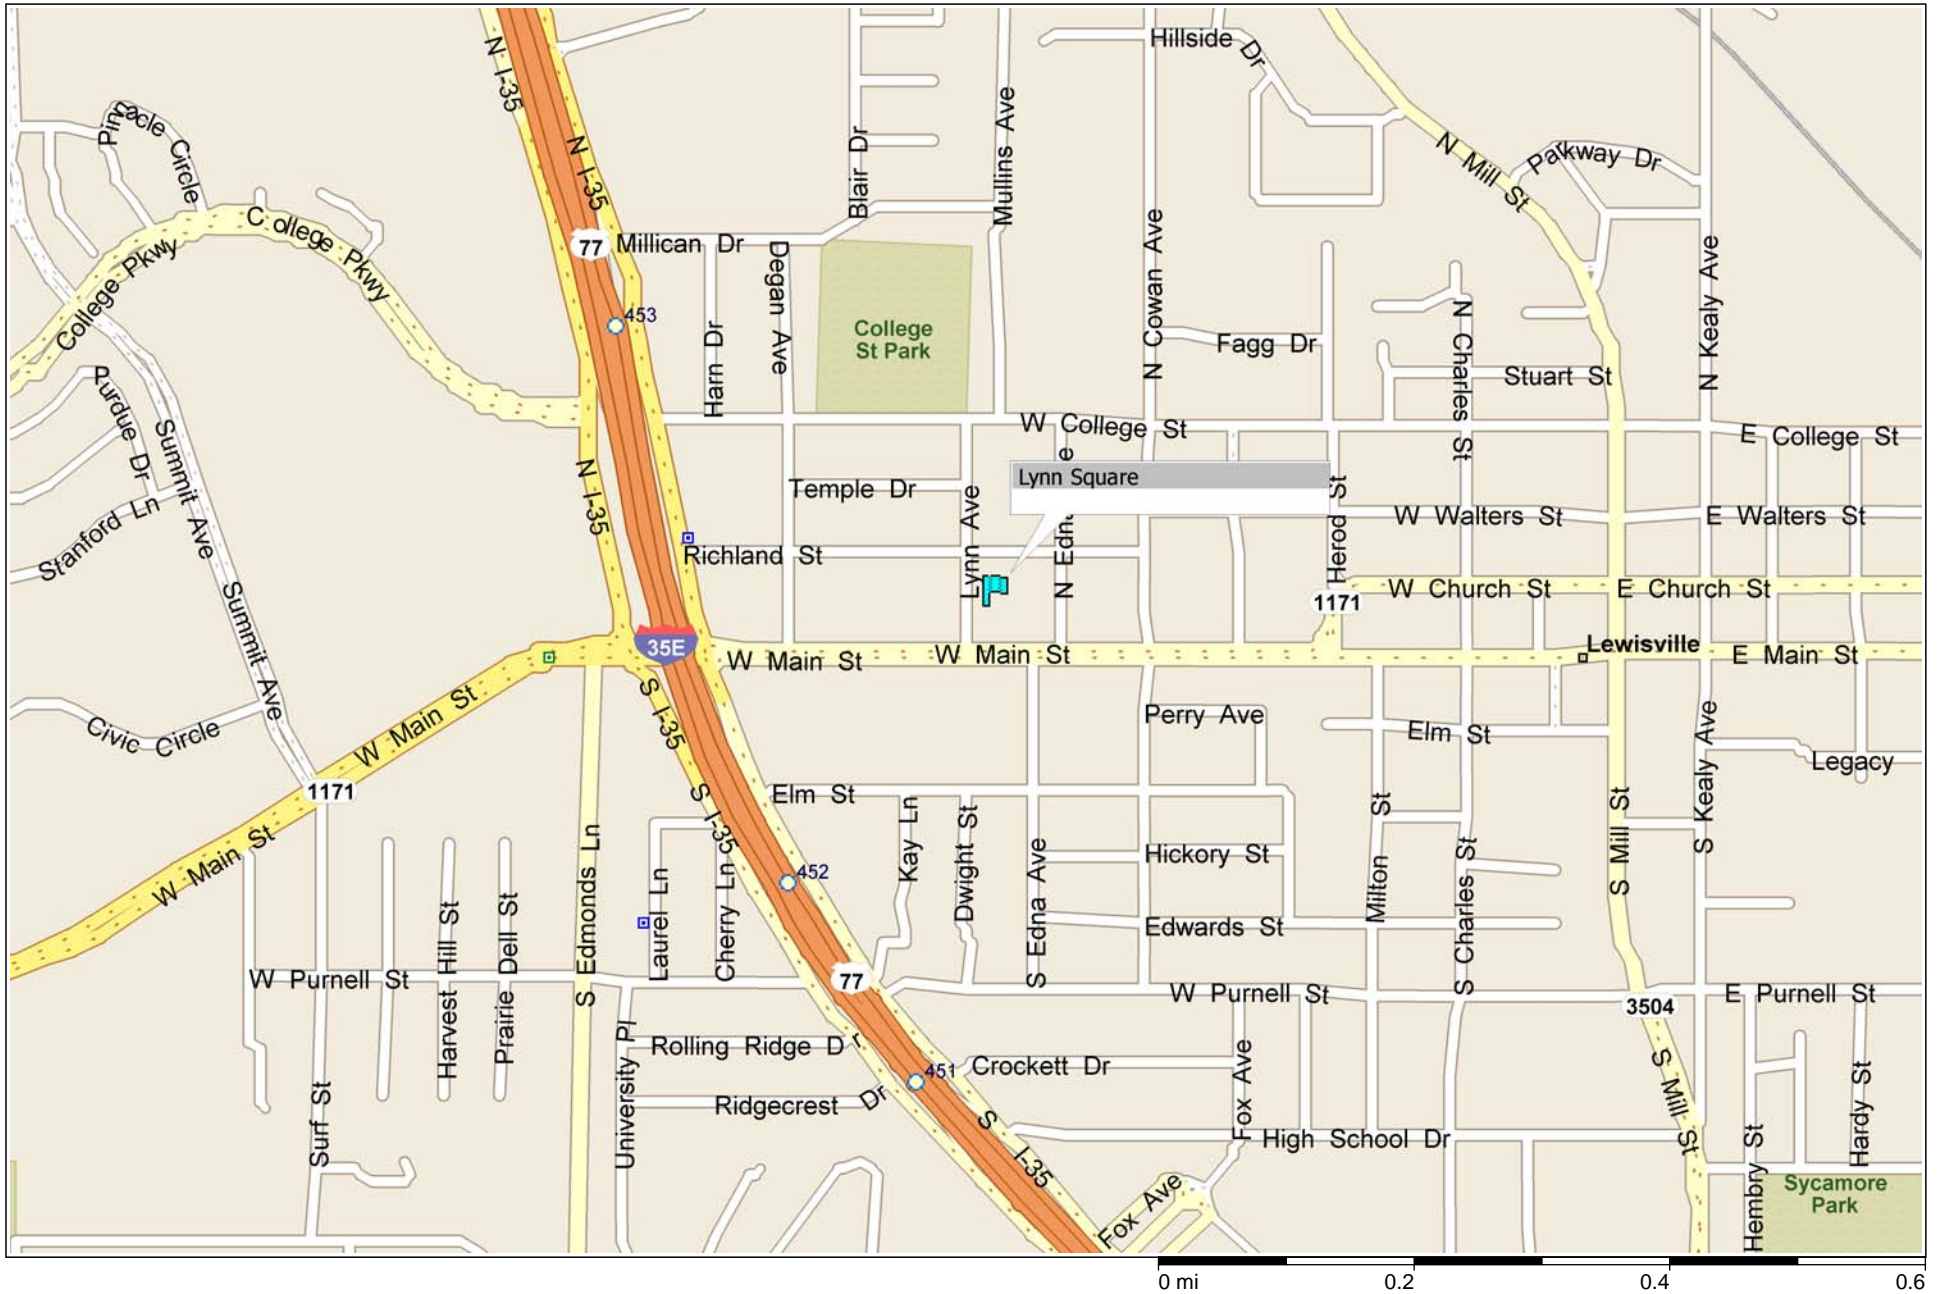 N I-35
N I-35
Hillside Dr
Pinnacle Circle
Blair Dr
Mullins Ave
N Mill St
Parkway Dr
College Pkwy
College Pkwy
77
Millican Dr
Degan Ave
N Cowan Ave
N Kealy Ave
453
Harn Dr
College
St Park
Fagg Dr
N Charles St
Stuart St
Purdue Dr
Summit Ave
W College St
E College St
N I-35
Lynn Square
Temple Dr
Lynn Ave
Herod St
W Walters St
E Walters St
Stanford Ln
Richland St
N Edna
e
W Church St
E Church St
1171
Summit Ave
35E
W Main St
W Main St
Lewisville
E Main St
Civic Circle
W Main St
S I-35
Perry Ave
Elm St
S Kealy Ave
Legacy
1171
S I-35
Elm St
Kay Ln
Dwight St
S Edna Ave
Hickory St
Milton St
S Charles St
S Mill St
W Main St
S Edmonds Ln
Laurel Ln
Cherry Ln
452
Harvest Hill St
Prairie Dell St
Edwards St
W Purnell St
77
W Purnell St
E Purnell St
3504
Surf St
University Pl
Rolling Ridge Dr
451
Crockett Dr
Fox Ave
S Mill St
Hardy St
Ridgecrest Dr
S I-35
High School Dr
Hembry St
Fox Ave
Sycamore
Park
0 mi 0.2 0.4 0.6